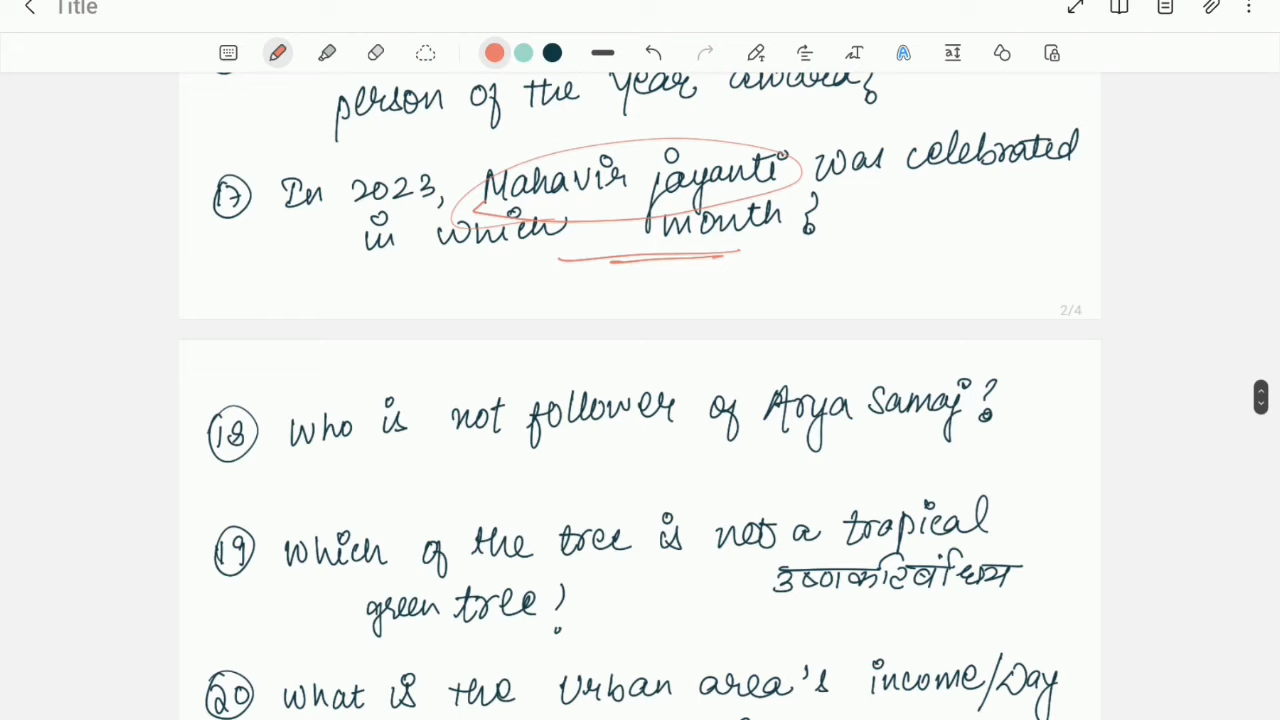 Title
person of the Year award?
17 In 2023, Mahavir jayanti was celebrated
in which month?
2/4
18 Who is not follower of Arya Samaj?
19 which of the tree is not a tropical
उष्णकटिबंधिय
green tree?
20 what is the Urban area's income/Day